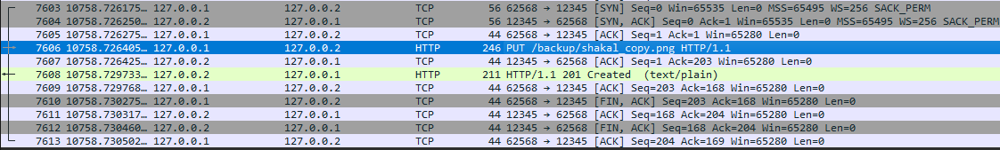 7603 10758.726175… 127.0.0.1 127.0.0.2 TCP 56 62568 → 12345 [SYN] Seq=0 Win=65535 Len=0 MSS=65495 WS=256 SACK_PERM
7604 10758.726250… 127.0.0.2 127.0.0.1 TCP 56 12345 → 62568 [SYN, ACK] Seq=0 Ack=1 Win=65535 Len=0 MSS=65495 WS=256 SACK_PERM
7605 10758.726275… 127.0.0.1 127.0.0.2 TCP 44 62568 → 12345 [ACK] Seq=1 Ack=1 Win=65280 Len=0
7606 10758.726405… 127.0.0.1 127.0.0.2 HTTP 246 PUT /backup/shakal_copy.png HTTP/1.1
7607 10758.726425… 127.0.0.2 127.0.0.1 TCP 44 12345 → 62568 [ACK] Seq=1 Ack=203 Win=65280 Len=0
7608 10758.729733… 127.0.0.2 127.0.0.1 HTTP 211 HTTP/1.1 201 Created (text/plain)
7609 10758.729768… 127.0.0.1 127.0.0.2 TCP 44 62568 → 12345 [ACK] Seq=203 Ack=168 Win=65280 Len=0
7610 10758.730275… 127.0.0.1 127.0.0.2 TCP 44 62568 → 12345 [FIN, ACK] Seq=203 Ack=168 Win=65280 Len=0
7611 10758.730317… 127.0.0.2 127.0.0.1 TCP 44 12345 → 62568 [ACK] Seq=168 Ack=204 Win=65280 Len=0
7612 10758.730460… 127.0.0.2 127.0.0.1 TCP 44 12345 → 62568 [FIN, ACK] Seq=168 Ack=204 Win=65280 Len=0
7613 10758.730502… 127.0.0.1 127.0.0.2 TCP 44 62568 → 12345 [ACK] Seq=204 Ack=169 Win=65280 Len=0